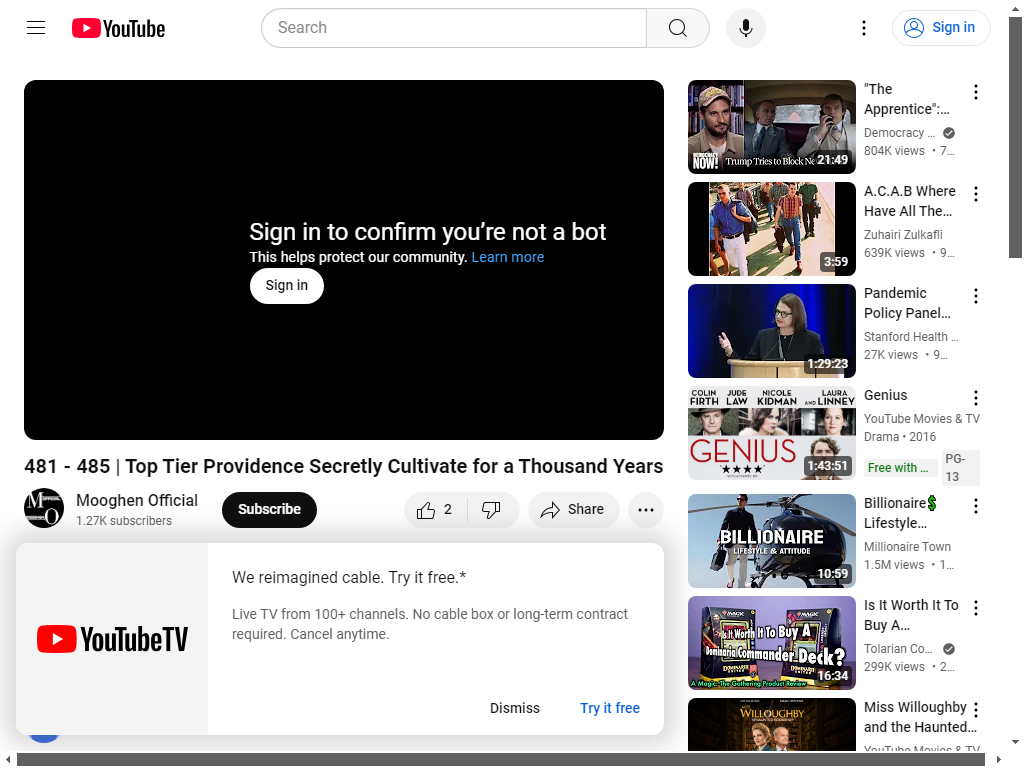 YouTube
Search
Sign in
Sign in to confirm you're not a bot
This helps protect our community. Learn more
Sign in
481 - 485 | Top Tier Providence Secretly Cultivate for a Thousand Years
Mooghen Official
1.27K subscribers
Subscribe
2
Share
We reimagined cable. Try it free.*
Live TV from 100+ channels. No cable box or long-term contract
required. Cancel anytime.
YouTubeTV
Dismiss
Try it free
DEMOCRACY
NOW!
Trump Tries to Block Ne
21:49
"The
Apprentice":...
Democracy ...
804K views • 7...
3:59
A.C.A.B Where
Have All The...
Zuhairi Zulkafli
639K views • 9...
1:29:23
Pandemic
Policy Panel...
Stanford Health ...
27K views • 9...
COLIN FIRTH
JUDE LAW
NICOLE KIDMAN
AND LAURA LINNEY
GENIUS
1:43:51
Genius
YouTube Movies & TV
Drama • 2016
Free with ...
PG-
13
BILLIONAIRE
LIFESTYLE & ATTITUDE
10:59
Billionaire💲
Lifestyle...
Millionaire Town
1.5M views • 1...
MAGIC
MAGIC
Is It Worth It To Buy A
Dominaria Commander Deck?
A Magic: The Gathering Product Review
16:34
Is It Worth It To
Buy A...
Tolarian Co...
299K views • 2...
WILLOUGHBY
Miss Willoughby
and the Haunted...
YouTube Movies & TV